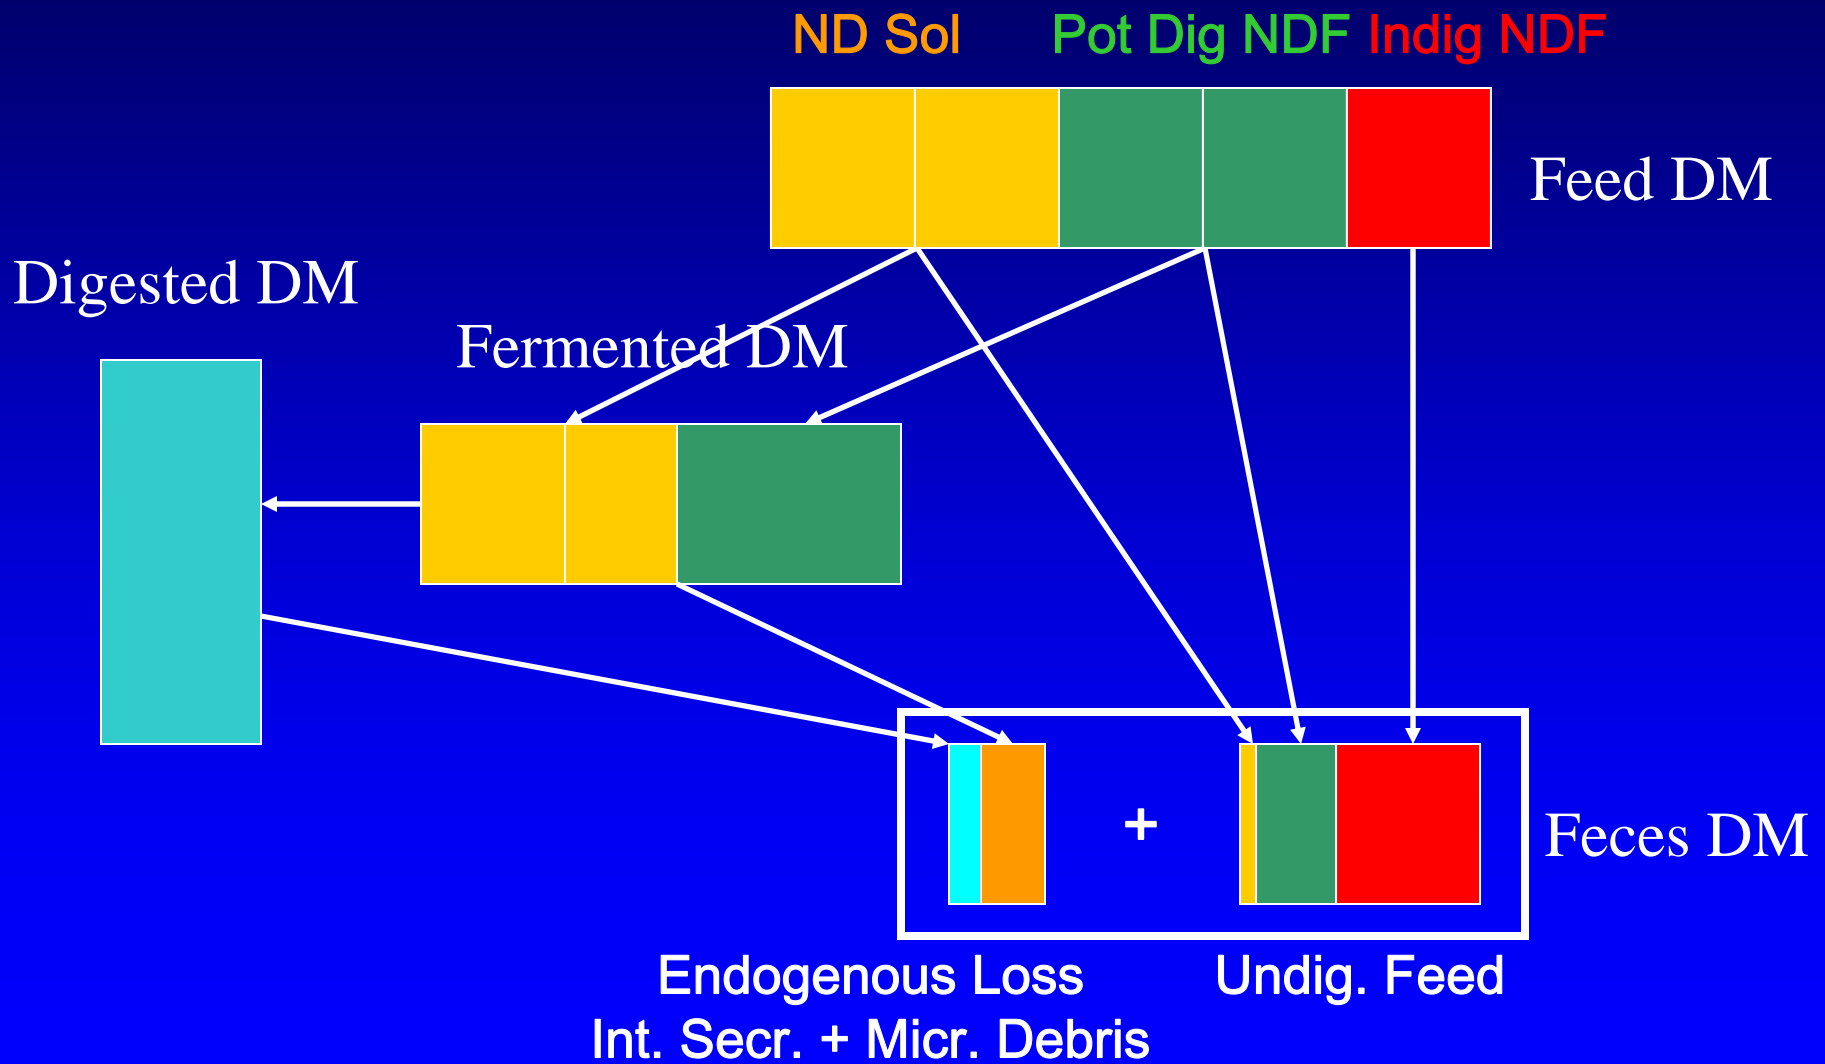 ND Sol Pot Dig NDF Indig NDF
Feed DM
Digested DM
Fermented DM
+
Feces DM
Endogenous Loss
Undig. Feed
Int. Secr. + Micr. Debris